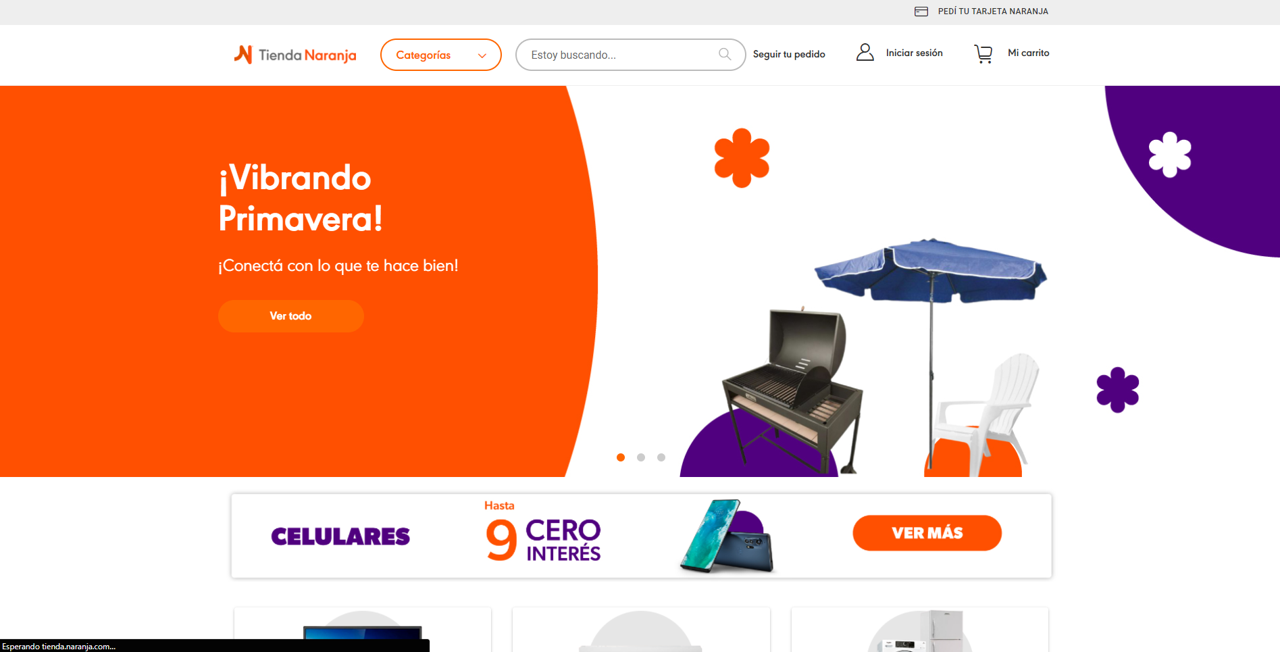 PEDÍ TU TARJETA NARANJA
Tienda Naranja
Categorías
Estoy buscando...
Seguir tu pedido
Iniciar sesión
Mi carrito
¡Vibrando
Primavera!
¡Conectá con lo que te hace bien!
Ver todo
CELULARES
Hasta
9 CERO
INTERÉS
VER MÁS
Esperando tienda.naranja.com...